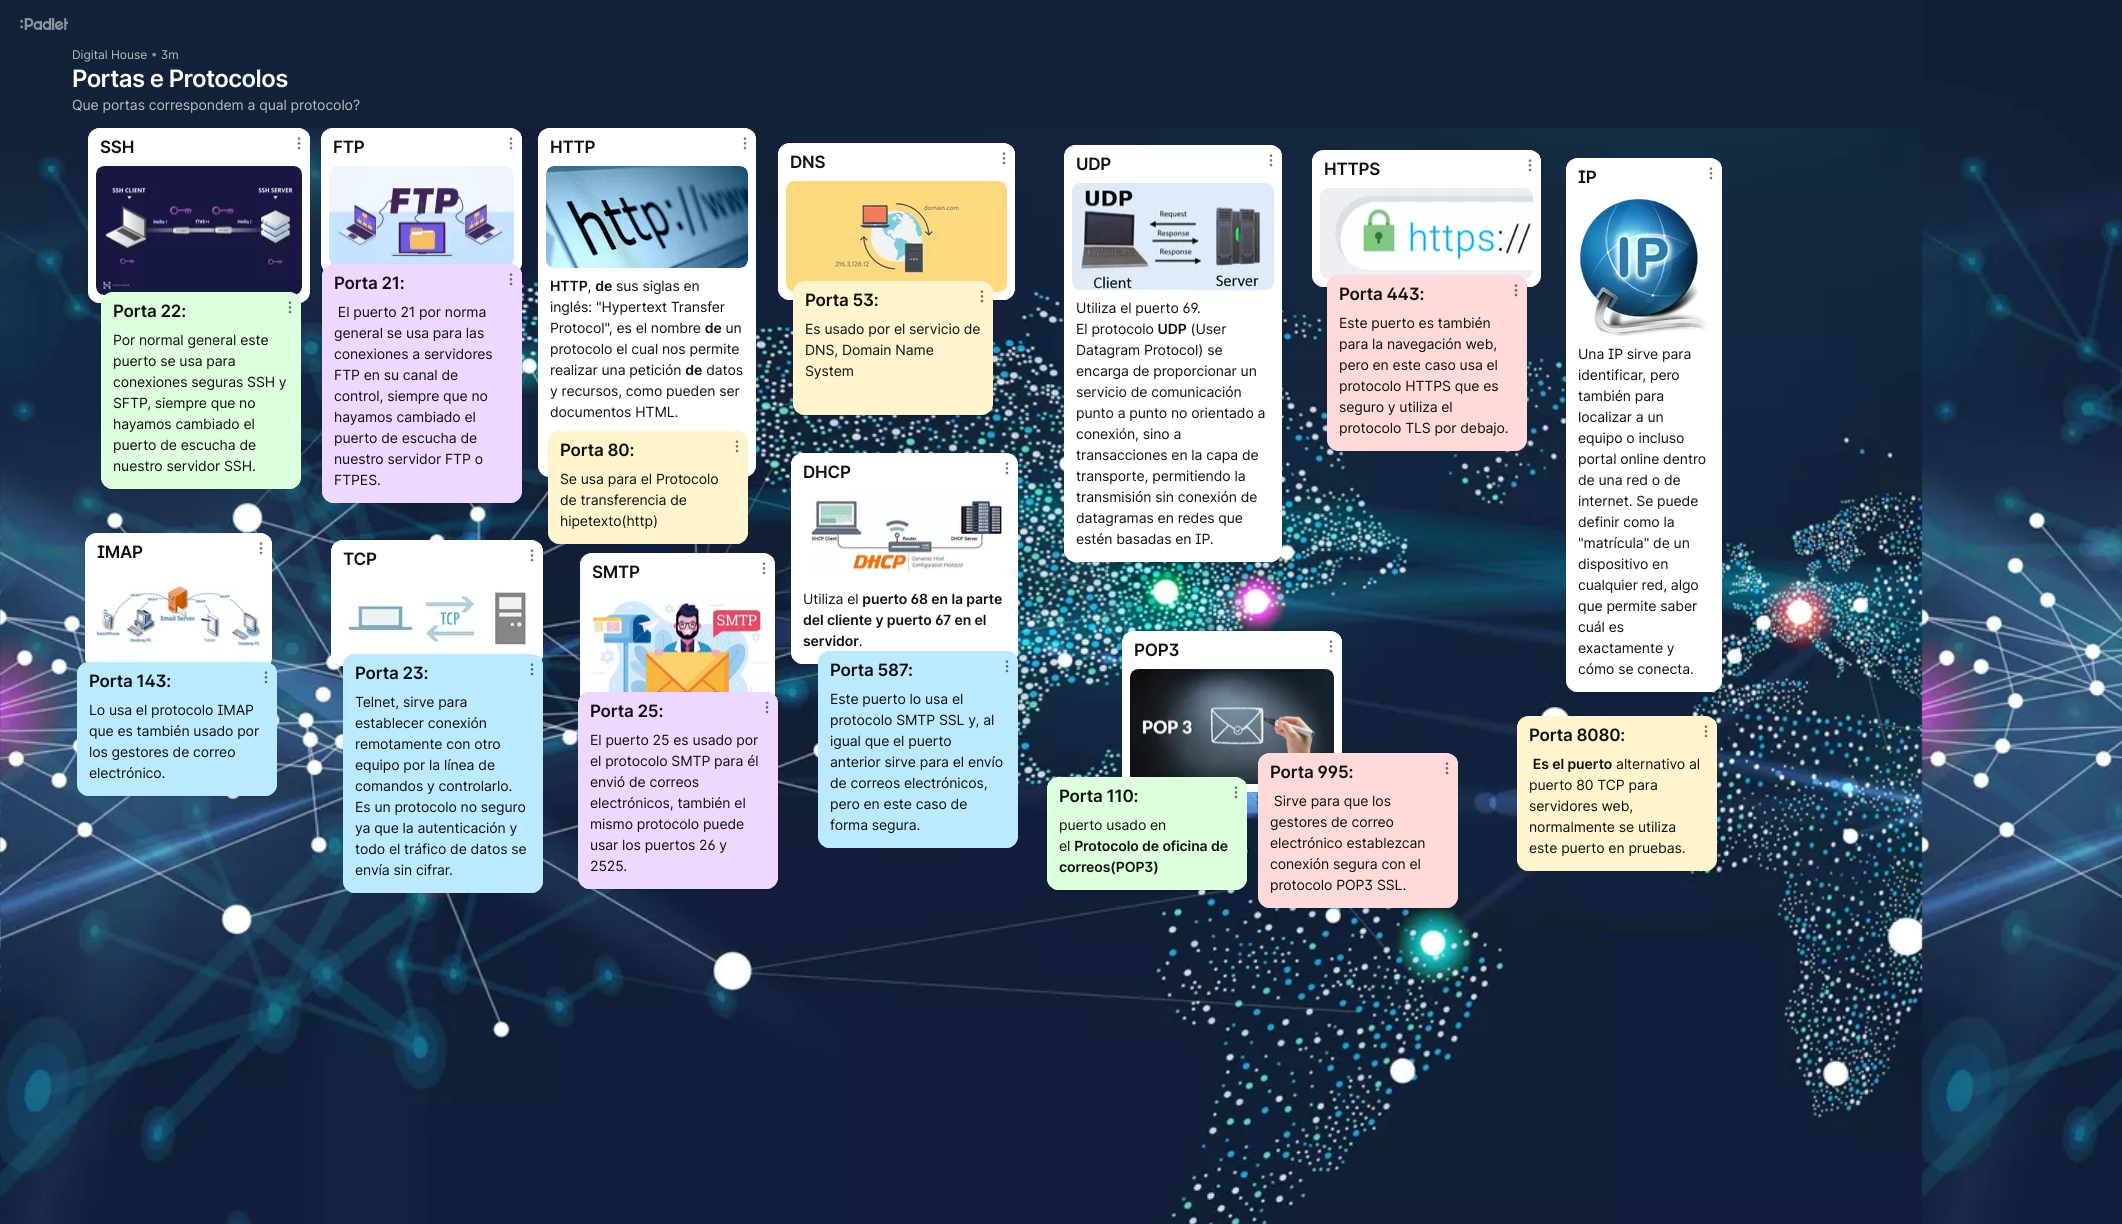 :Padlet
Digital House • 3m
Portas e Protocolos
Que portas correspondem a qual protocolo?
SSH
SSH CLIENT
SSH SERVER
Hello !
Hello !
Porta 22:
Por normal general este
puerto se usa para
conexiones seguras SSH y
SFTP, siempre que no
hayamos cambiado el
puerto de escucha de
nuestro servidor SSH.
FTP
FTP
Porta 21:
El puerto 21 por norma
general se usa para las
conexiones a servidores
FTP en su canal de
control, siempre que no
hayamos cambiado el
puerto de escucha de
nuestro servidor FTP o
FTPES.
HTTP
http://www
HTTP, de sus siglas en
inglés: "Hypertext Transfer
Protocol", es el nombre de un
protocolo el cual nos permite
realizar una petición de datos
y recursos, como pueden ser
documentos HTML.
Porta 80:
Se usa para el Protocolo
de transferencia de
hipetexto(http)
DNS
domain.com
216.3.128.12
Porta 53:
Es usado por el servicio de
DNS, Domain Name
System
UDP
UDP
Request
Response
Response
Client
Server
Utiliza el puerto 69.
El protocolo UDP (User
Datagram Protocol) se
encarga de proporcionar un
servicio de comunicación
punto a punto no orientado a
conexión, sino a
transacciones en la capa de
transporte, permitiendo la
transmisión sin conexión de
datagramas en redes que
estén basadas en IP.
HTTPS
https://
Porta 443:
Este puerto es también
para la navegación web,
pero en este caso usa el
protocolo HTTPS que es
seguro y utiliza el
protocolo TLS por debajo.
IP
IP
Una IP sirve para
identificar, pero
también para
localizar a un
equipo o incluso
portal online dentro
de una red o de
internet. Se puede
definir como la
"matrícula" de un
dispositivo en
cualquier red, algo
que permite saber
cuál es
exactamente y
cómo se conecta.
IMAP
Email Server
SmartPhone
Desktop PC
Tablet
Desktop PC
Porta 143:
Lo usa el protocolo IMAP
que es también usado por
los gestores de correo
electrónico.
TCP
TCP
Porta 23:
Telnet, sirve para
establecer conexión
remotamente con otro
equipo por la línea de
comandos y controlarlo.
Es un protocolo no seguro
ya que la autenticación y
todo el tráfico de datos se
envía sin cifrar.
SMTP
SMTP
Porta 25:
El puerto 25 es usado por
el protocolo SMTP para él
envió de correos
electrónicos, también el
mismo protocolo puede
usar los puertos 26 y
2525.
DHCP
DHCP Client
Router
DHCP Server
DHCP
Dynamic Host
Configuration Protocol
Utiliza el puerto 68 en la parte
del cliente y puerto 67 en el
servidor.
Porta 587:
Este puerto lo usa el
protocolo SMTP SSL y, al
igual que el puerto
anterior sirve para el envío
de correos electrónicos,
pero en este caso de
forma segura.
POP3
POP 3
Porta 110:
puerto usado en
el Protocolo de oficina de
correos(POP3)
Porta 995:
Sirve para que los
gestores de correo
electrónico establezcan
conexión segura con el
protocolo POP3 SSL.
Porta 8080:
Es el puerto alternativo al
puerto 80 TCP para
servidores web,
normalmente se utiliza
este puerto en pruebas.